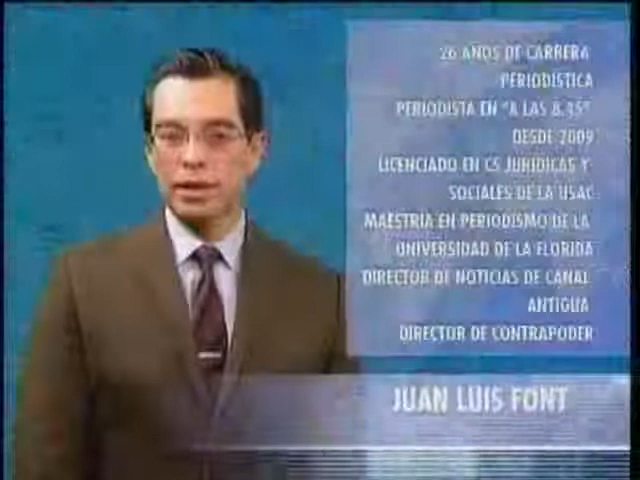 26 AÑOS DE CARRERA
PERIODÍSTICA
PERIODISTA EN "A LAS 8.45"
DESDE 2009
LICENCIADO EN CS JURIDICAS Y
SOCIALES DE LA USAC
MAESTRIA EN PERIODISMO DE LA
UNIVERSIDAD DE LA FLORIDA
DIRECTOR DE NOTICIAS DE CANAL
ANTIGUA
DIRECTOR DE CONTRAPODER
JUAN LUIS FONT